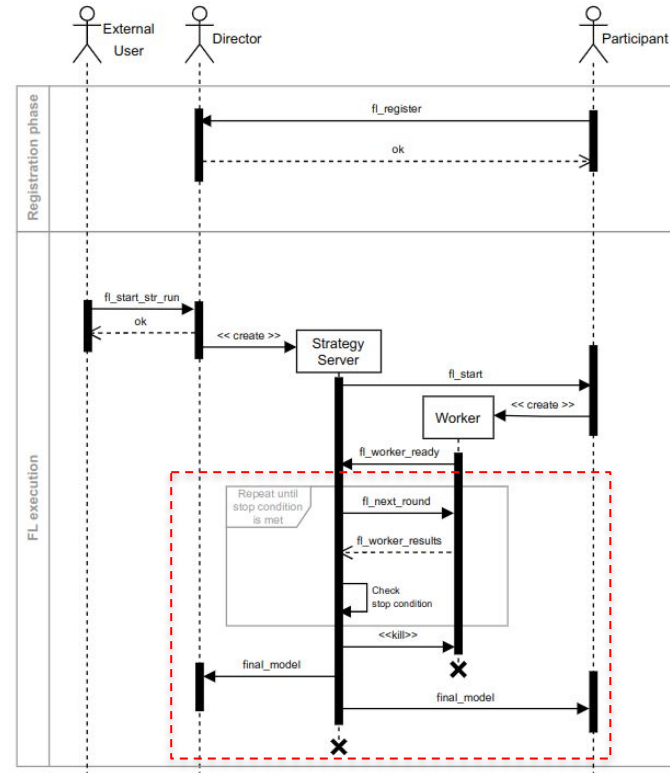 External
User
Director
Participant
Registration phase
fl_register
ok
FL execution
fl_start_str_run
ok
<< create >>
Strategy
Server
fl_start
<< create >>
Worker
fl_worker_ready
Repeat until
stop condition
is met
fl_next_round
fl_worker_results
Check
stop condition
<<kill>>
final_model
final_model